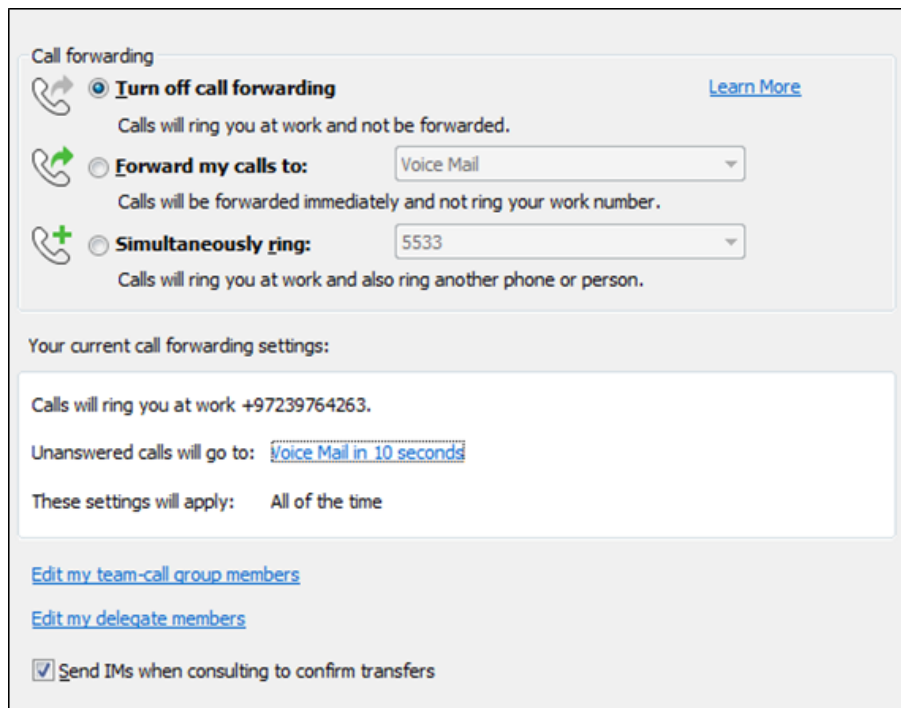 Call forwarding
Turn off call forwarding Learn More
Calls will ring you at work and not be forwarded.
Forward my calls to: Voice Mail
Calls will be forwarded immediately and not ring your work number.
Simultaneously ring: 5533
Calls will ring you at work and also ring another phone or person.
Your current call forwarding settings:
Calls will ring you at work +97239764263.
Unanswered calls will go to: Voice Mail in 10 seconds
These settings will apply: All of the time
Edit my team-call group members
Edit my delegate members
Send IMs when consulting to confirm transfers